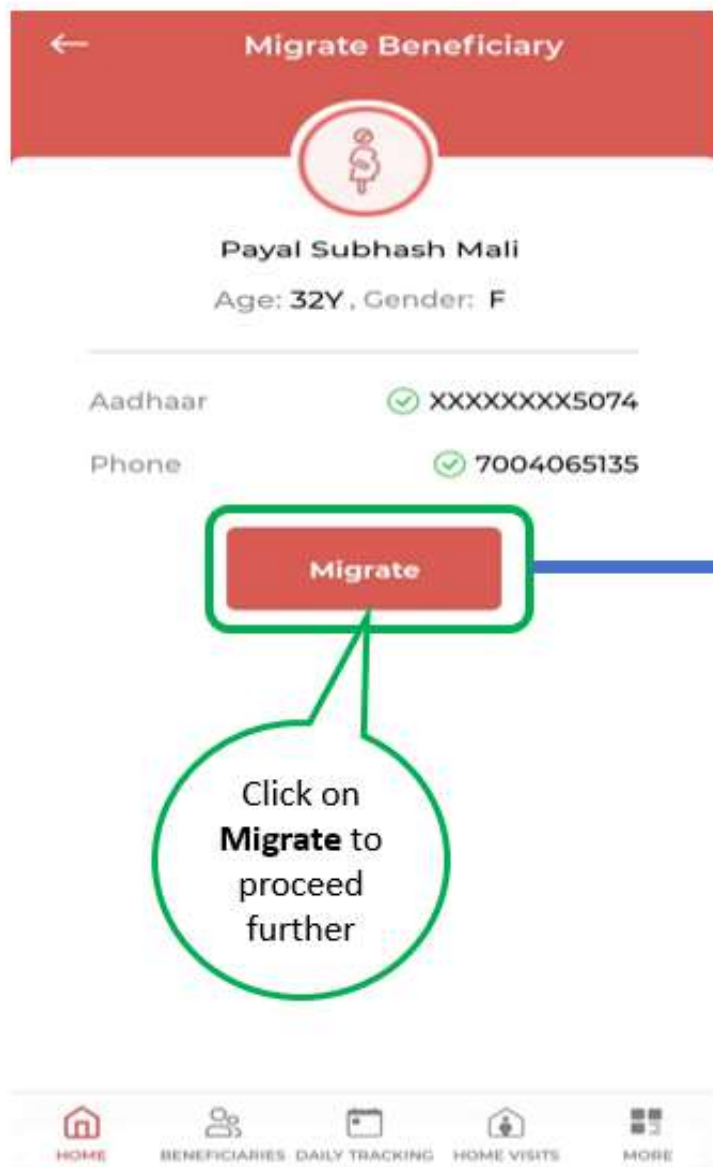 Migrate Beneficiary
Payal Subhash Mali
Age: 32Y, Gender: F
Aadhaar XXXXXXXX5074
Phone 7004065135
Migrate
Click on
Migrate to
proceed
further
HOME BENEFICIARIES DAILY TRACKING HOME VISITS MORE